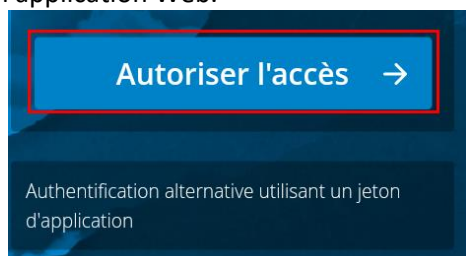 l'application Web.
Autoriser l'accès →
Authentification alternative utilisant un jeton
d'application